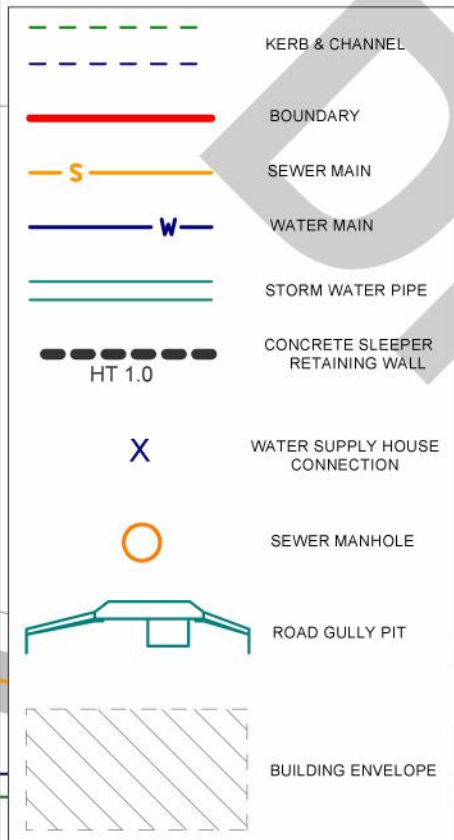 KERB & CHANNEL
BOUNDARY
S
SEWER MAIN
W
WATER MAIN
STORM WATER PIPE
HT 1.0
CONCRETE SLEEPER
RETAINING WALL
X
WATER SUPPLY HOUSE
CONNECTION
SEWER MANHOLE
ROAD GULLY PIT
BUILDING ENVELOPE